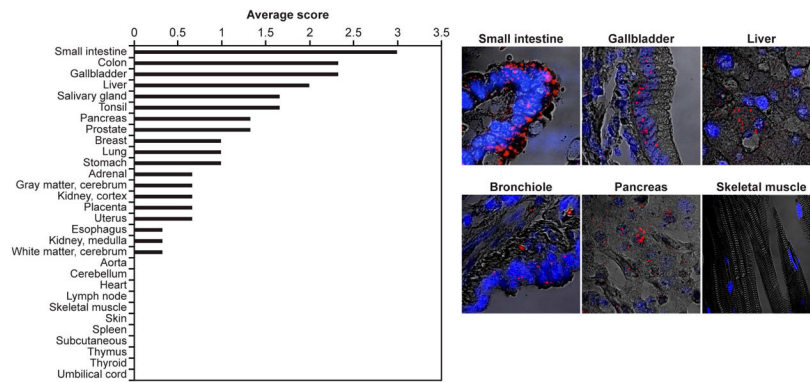 Average score
0 0.5 1 1.5 2 2.5 3 3.5
Small intestine
Colon
Gallbladder
Liver
Salivary gland
Tonsil
Pancreas
Prostate
Breast
Lung
Stomach
Adrenal
Gray matter, cerebrum
Kidney, cortex
Placenta
Uterus
Esophagus
Kidney, medulla
White matter, cerebrum
Aorta
Cerebellum
Heart
Lymph node
Skeletal muscle
Skin
Spleen
Subcutaneous
Thymus
Thyroid
Umbilical cord
Small intestine Gallbladder Liver
Bronchiole Pancreas Skeletal muscle